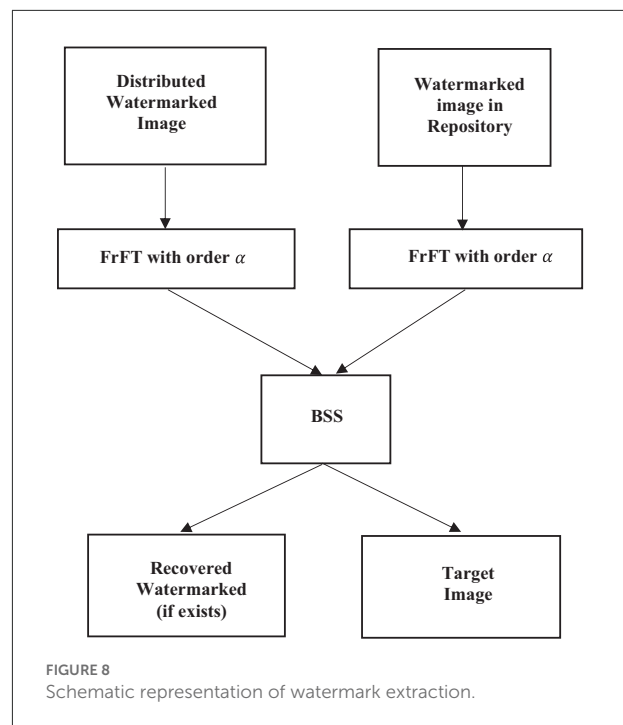 Distributed
Watermarked
Image
Watermarked
image in
Repository
FrFT with order α
FrFT with order α
BSS
Recovered
Watermarked
(if exists)
Target
Image
FIGURE 8
Schematic representation of watermark extraction.